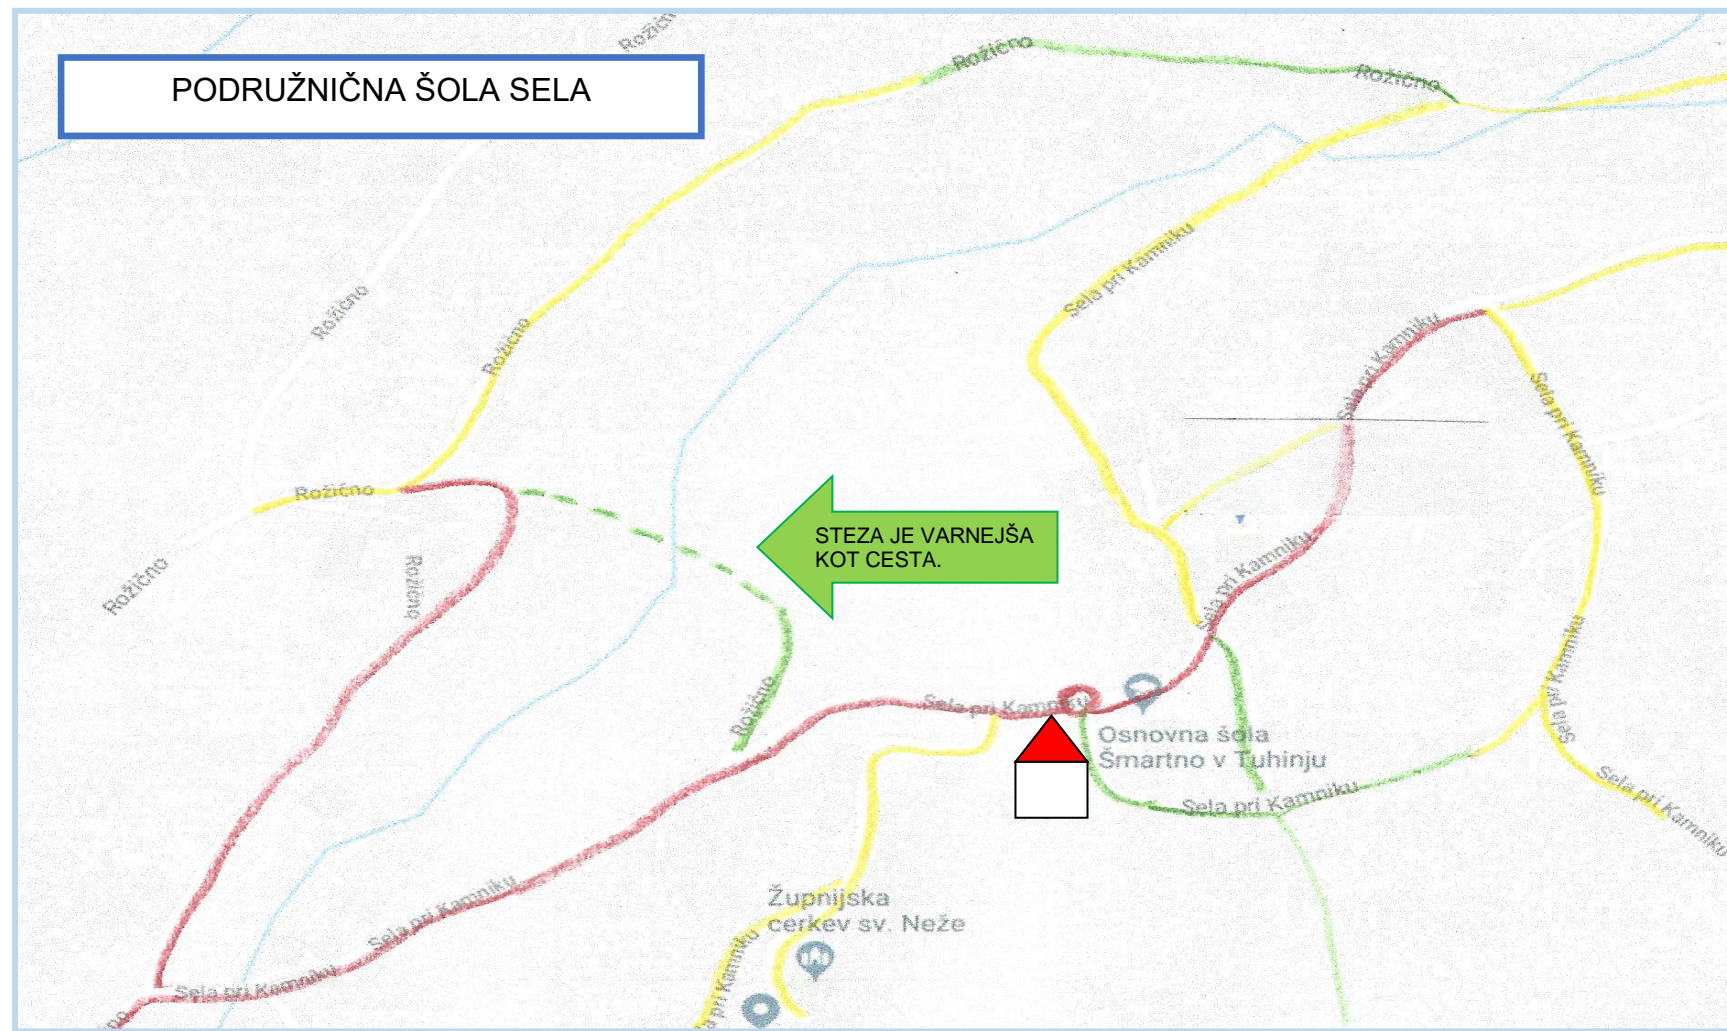 Rožično
PODRUŽNIČNA ŠOLA SELA
Rožično
Rožično
Sela pri Kamniku
Rožično
Rožično
Sela pri Kamniku
Sela pri Kamniku
Rožično
STEZA JE VARNEJŠA
KOT CESTA.
Rožično
Rožično
Sela pri Kamniku
Sela pri Kamniku
Sela pri Kamniku
Rožično
Sela pri Kamniku
Osnovna šola
Šmartno v Tuhinju
Sela pri Kamniku
Sela pri Kamniku
Župnijska
cerkev sv. Neže
Sela pri Kamniku
pri Kamniku
Sela pri Kamniku